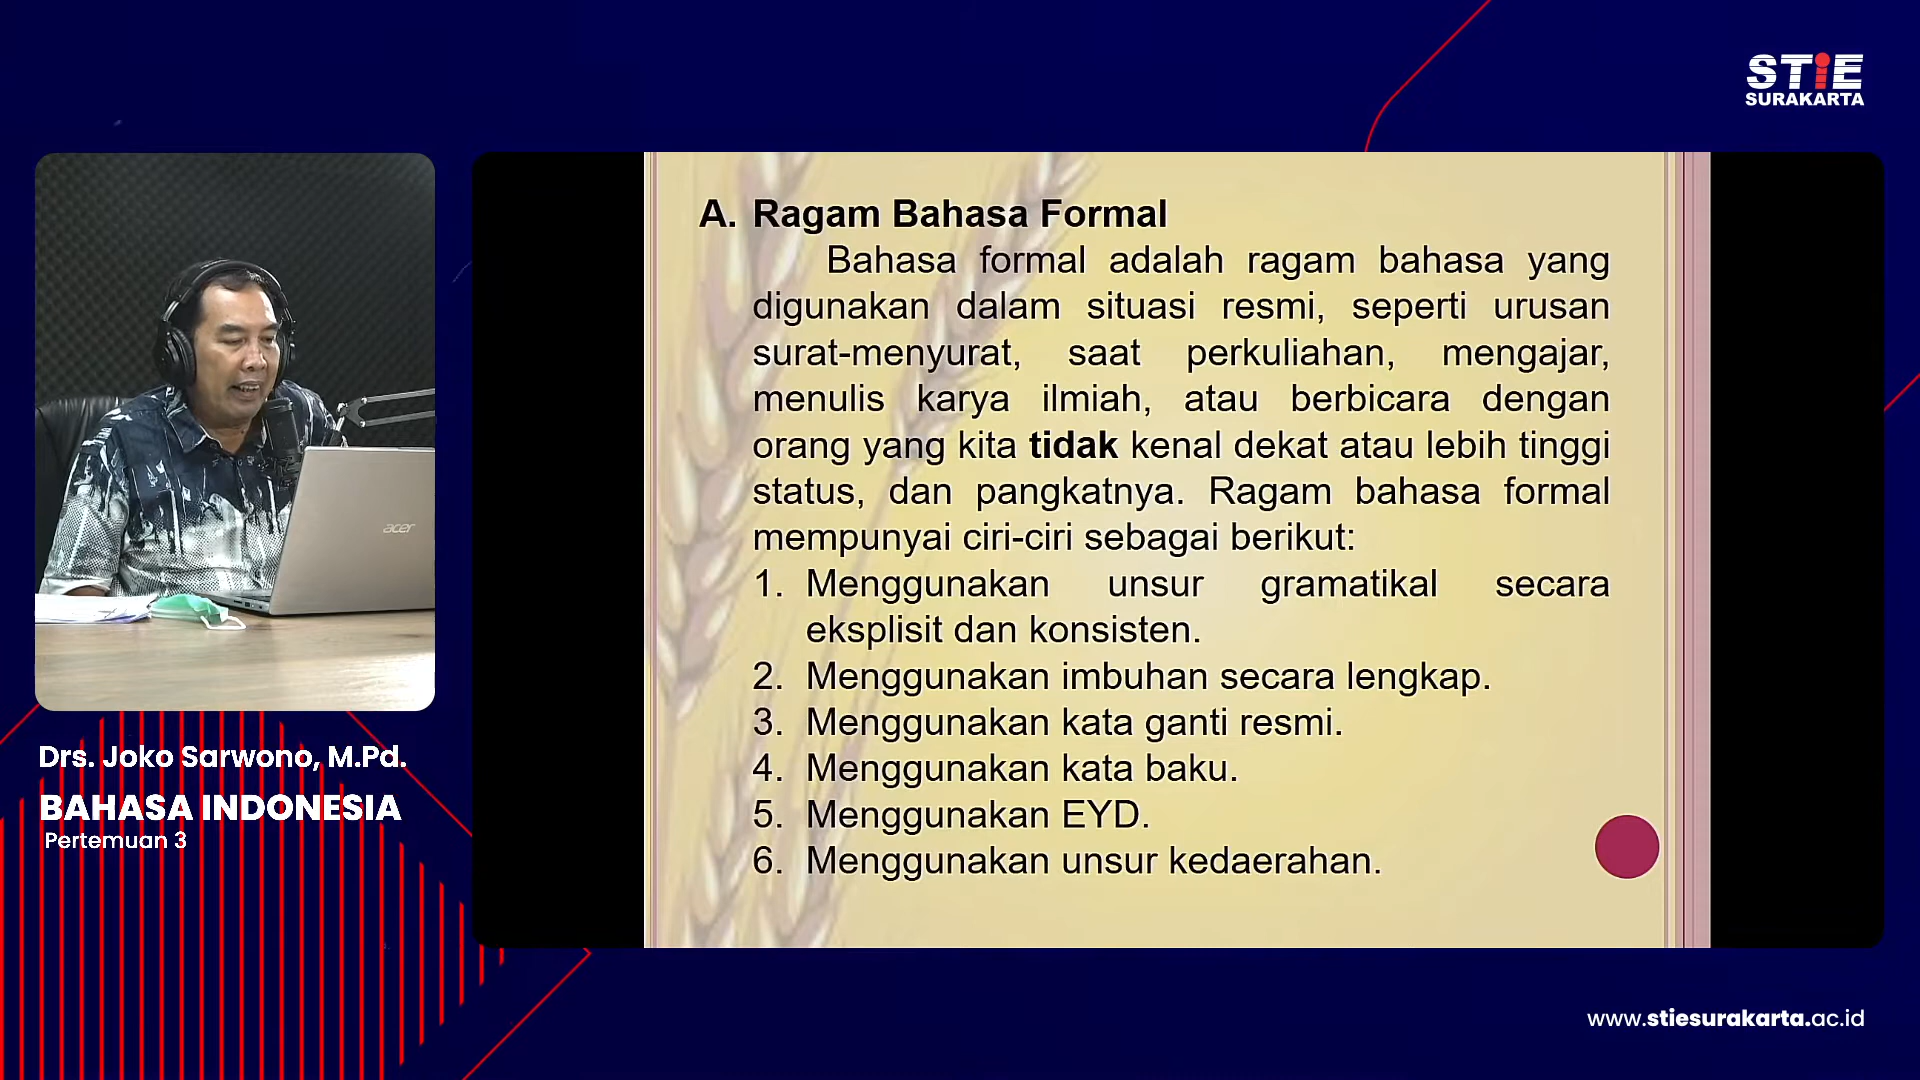 STiE
SURAKARTA
A. Ragam Bahasa Formal
Bahasa formal adalah ragam bahasa yang
digunakan dalam situasi resmi, seperti urusan
surat-menyurat, saat perkuliahan, mengajar,
menulis karya ilmiah, atau berbicara dengan
orang yang kita tidak kenal dekat atau lebih tinggi
status, dan pangkatnya. Ragam bahasa formal
mempunyai ciri-ciri sebagai berikut:
1. Menggunakan unsur gramatikal secara
eksplisit dan konsisten.
2. Menggunakan imbuhan secara lengkap.
3. Menggunakan kata ganti resmi.
4. Menggunakan kata baku.
5. Menggunakan EYD.
6. Menggunakan unsur kedaerahan.
acer
Drs. Joko Sarwono, M.Pd.
BAHASA INDONESIA
Pertemuan 3
www.stiesurakarta.ac.id